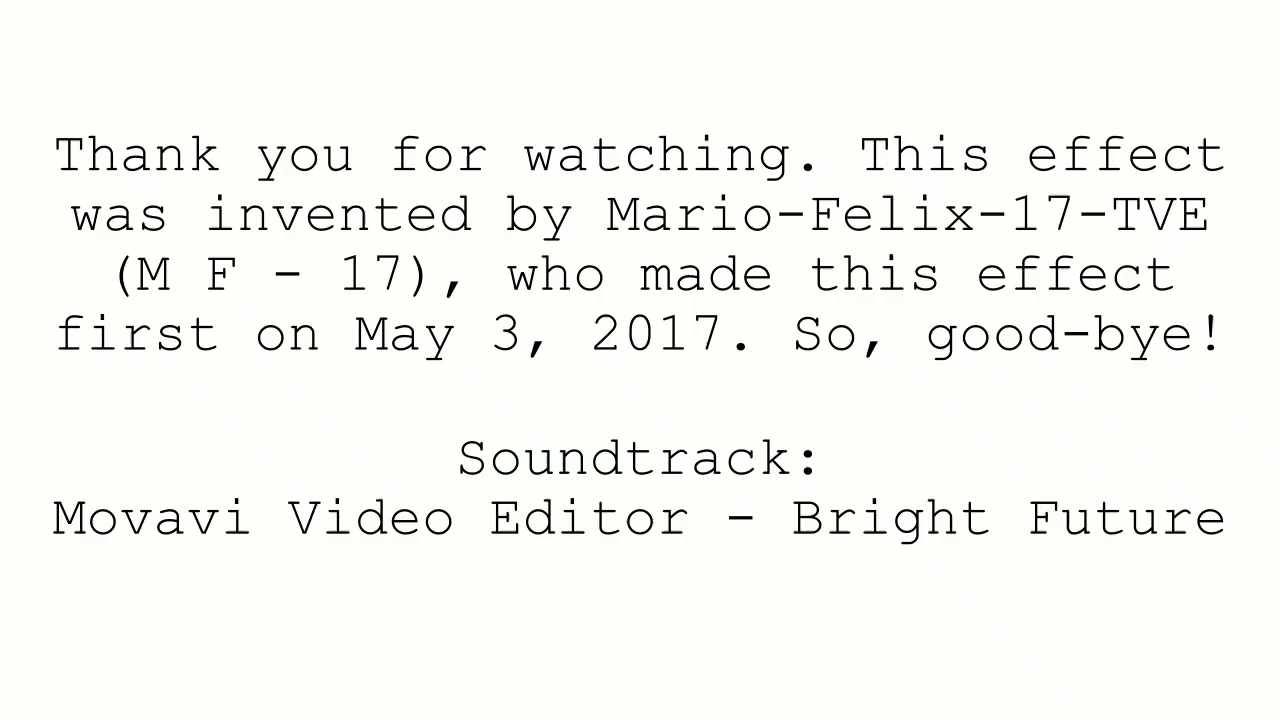 Thank you for watching. This effect
was invented by Mario-Felix-17-TVE
(M F - 17), who made this effect
first on May 3, 2017. So, good-bye!
Soundtrack:
Movavi Video Editor - Bright Future